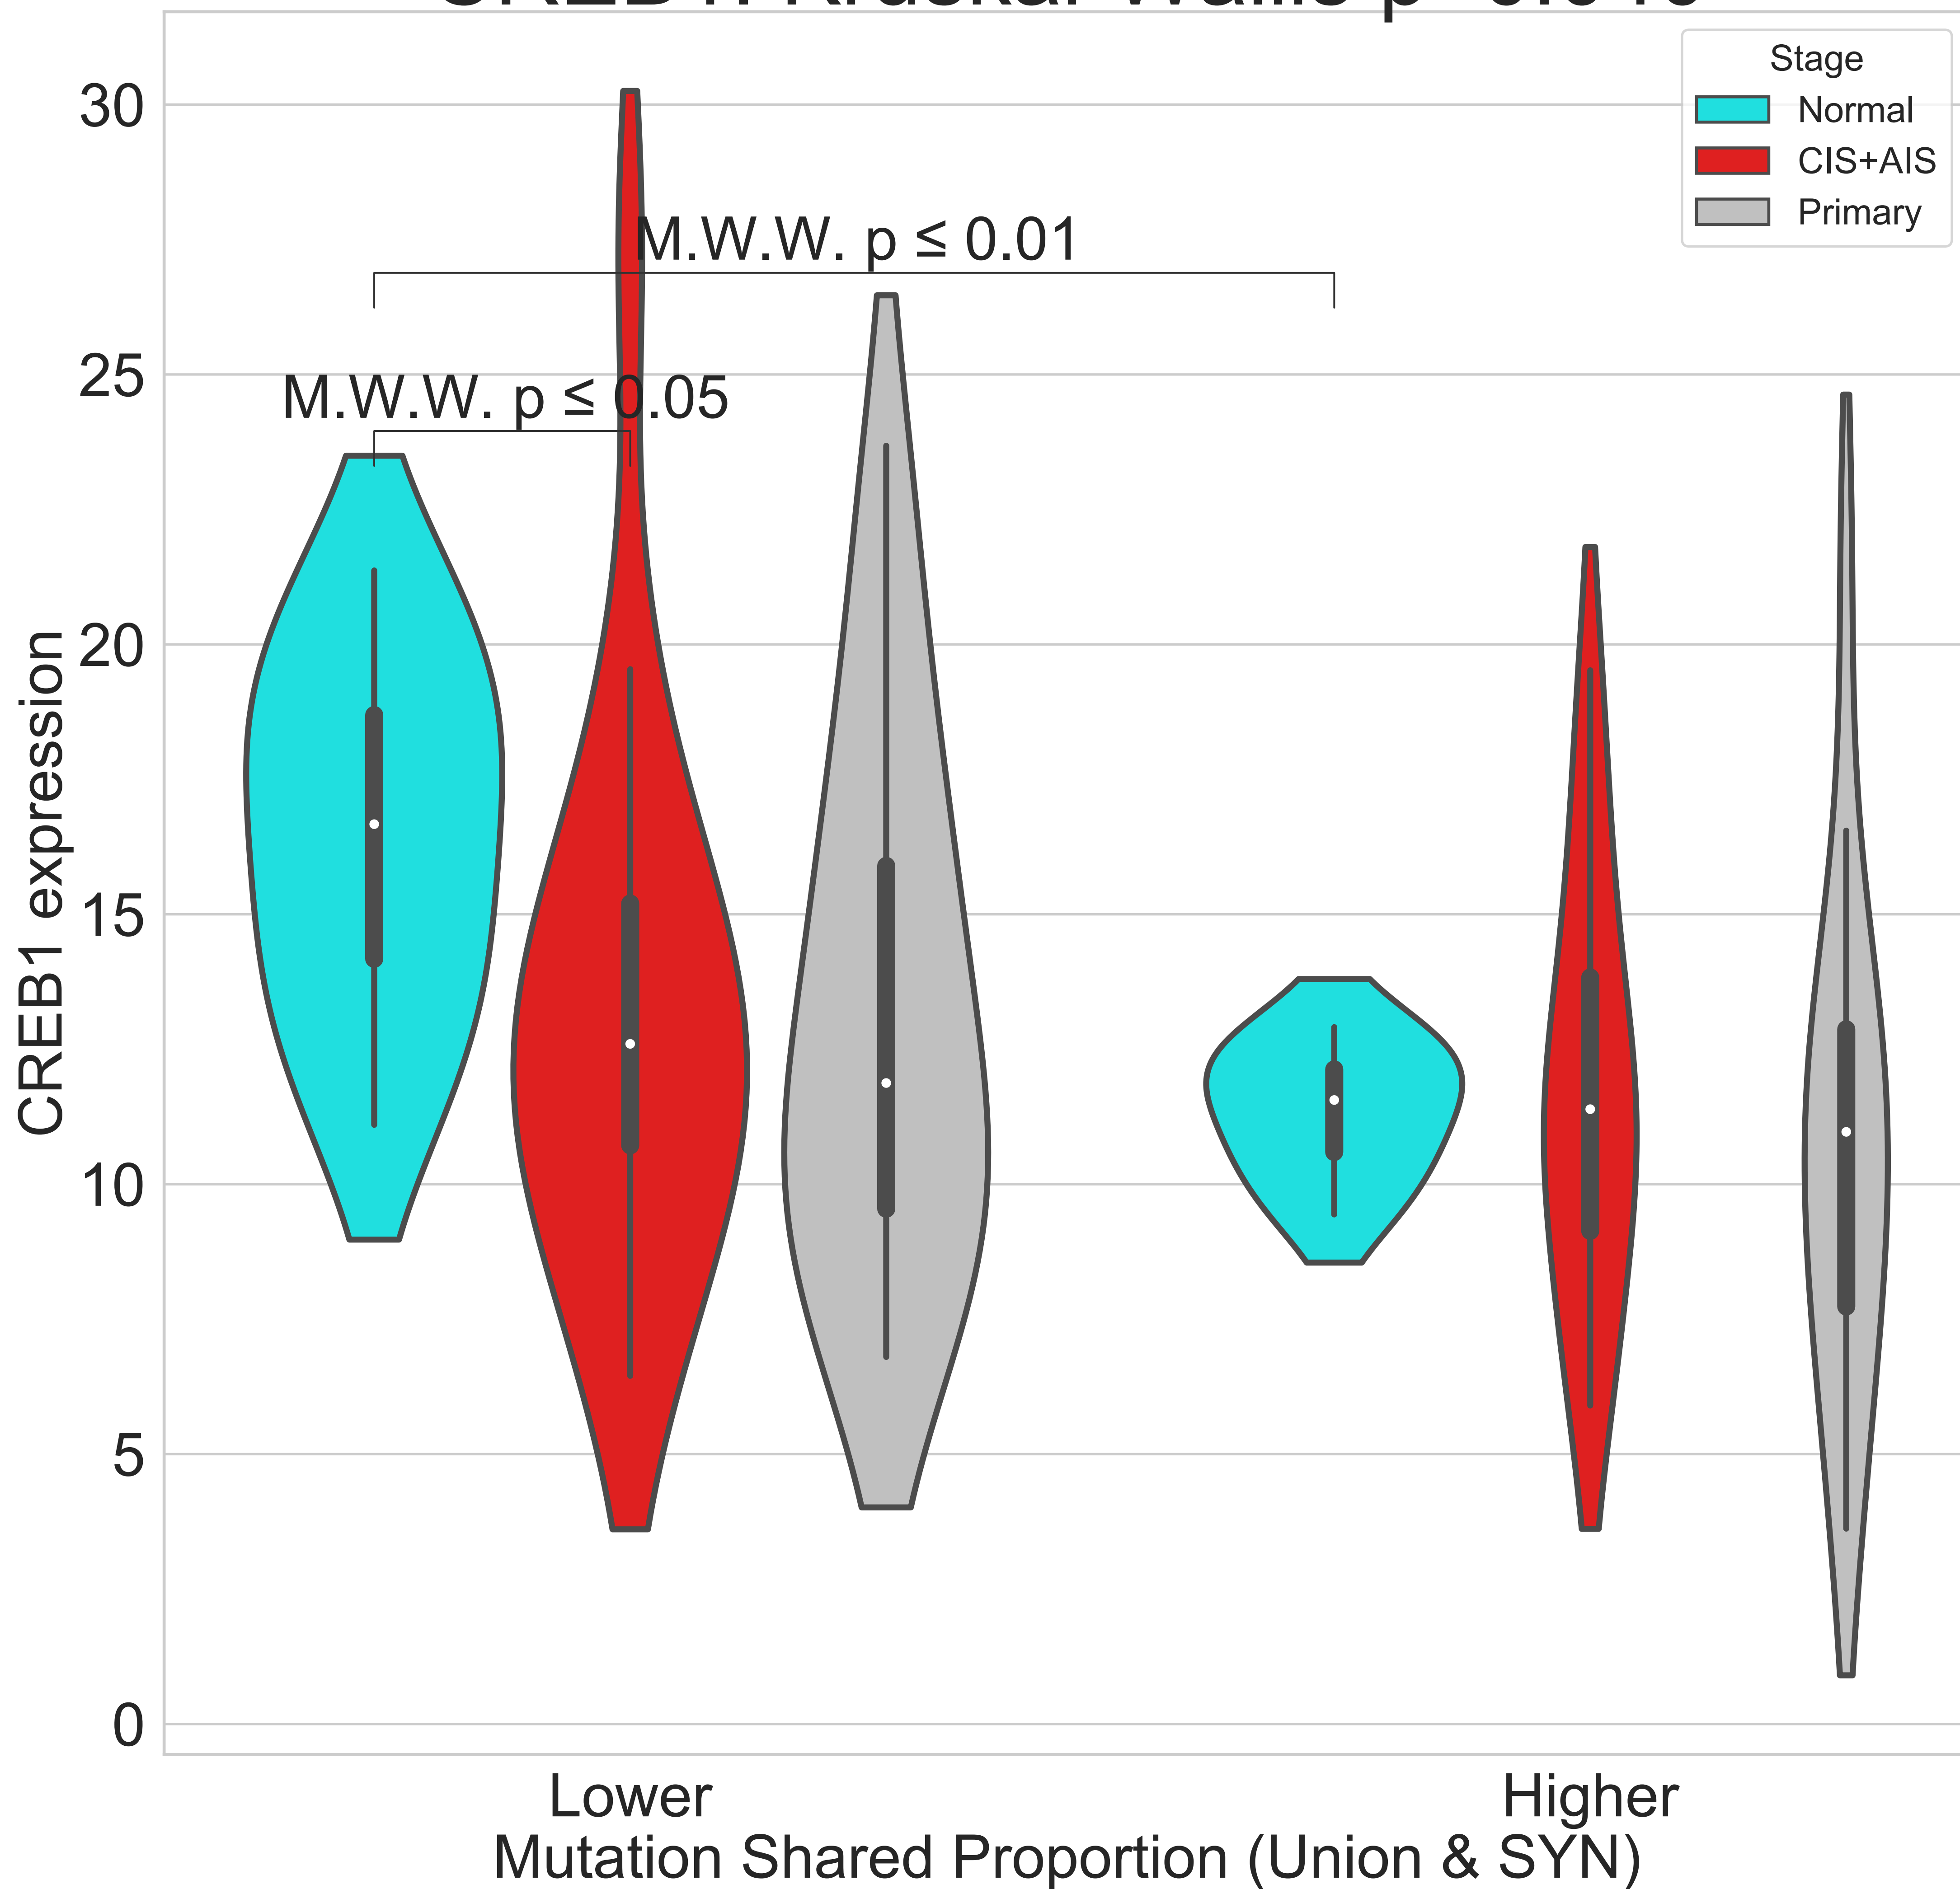 Stage
Normal
CIS+AIS
Primary
30
25
20
15
10
5
0
CREB1 expression
M.W.W. p ≤ 0.01
M.W.W. p ≤ 0.05
Lower
Higher
Mutation Shared Proportion (Union & SYN)